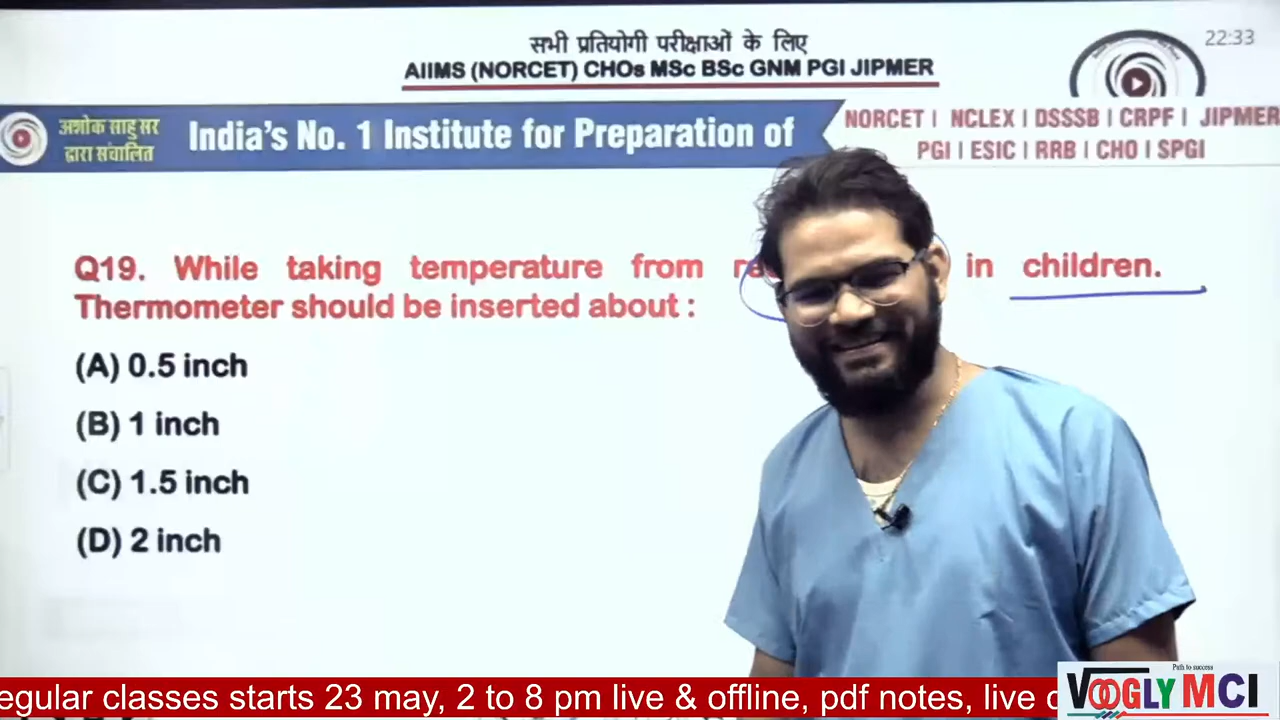 सभी प्रतियोगी परीक्षाओं के लिए
22:33
AIIMS (NORCET) CHOs MSc BSc GNM PGI JIPMER
अशोक साहु सर
द्वारा संचालित
India's No. 1 Institute for Preparation of
NORCET I NCLEX I DSSSB I CRPF I JIPMER
PGI I ESIC I RRB I CHO I SPGI
Q19. While taking temperature from in children.
Thermometer should be inserted about :
(A) 0.5 inch
(B) 1 inch
(C) 1.5 inch
(D) 2 inch
egular classes starts 23 may, 2 to 8 pm live & offline, pdf notes, live
Path to success
VOOGLY MCI